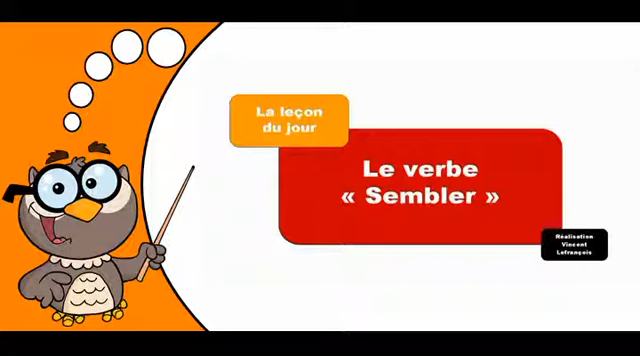 La leçon
du jour
Le verbe
« Sembler »
Réalisation
Vincent
Lefrançois